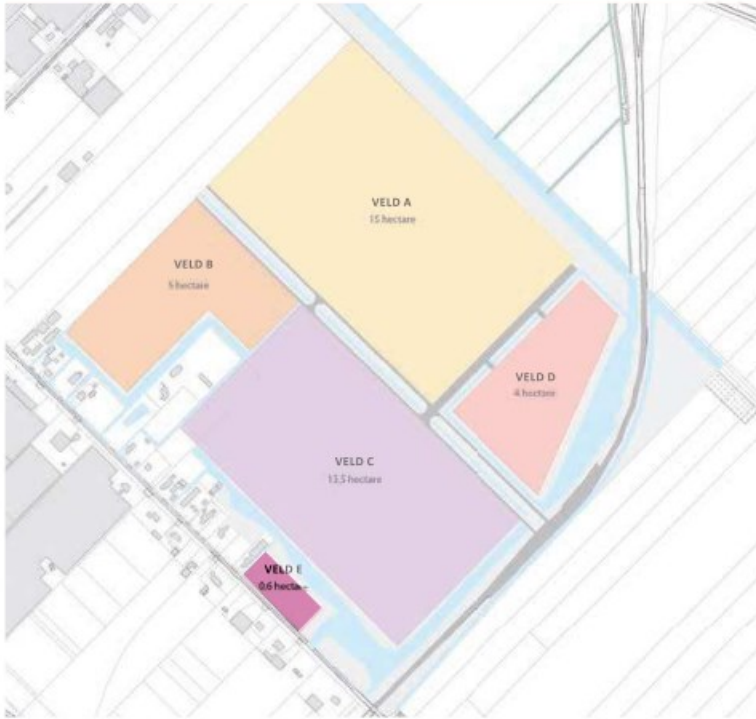 VELD A
15 hectare
VELD B
5 hectare
VELD D
4 hectare
VELD C
13,5 hectare
VELD E
0.6 hectare